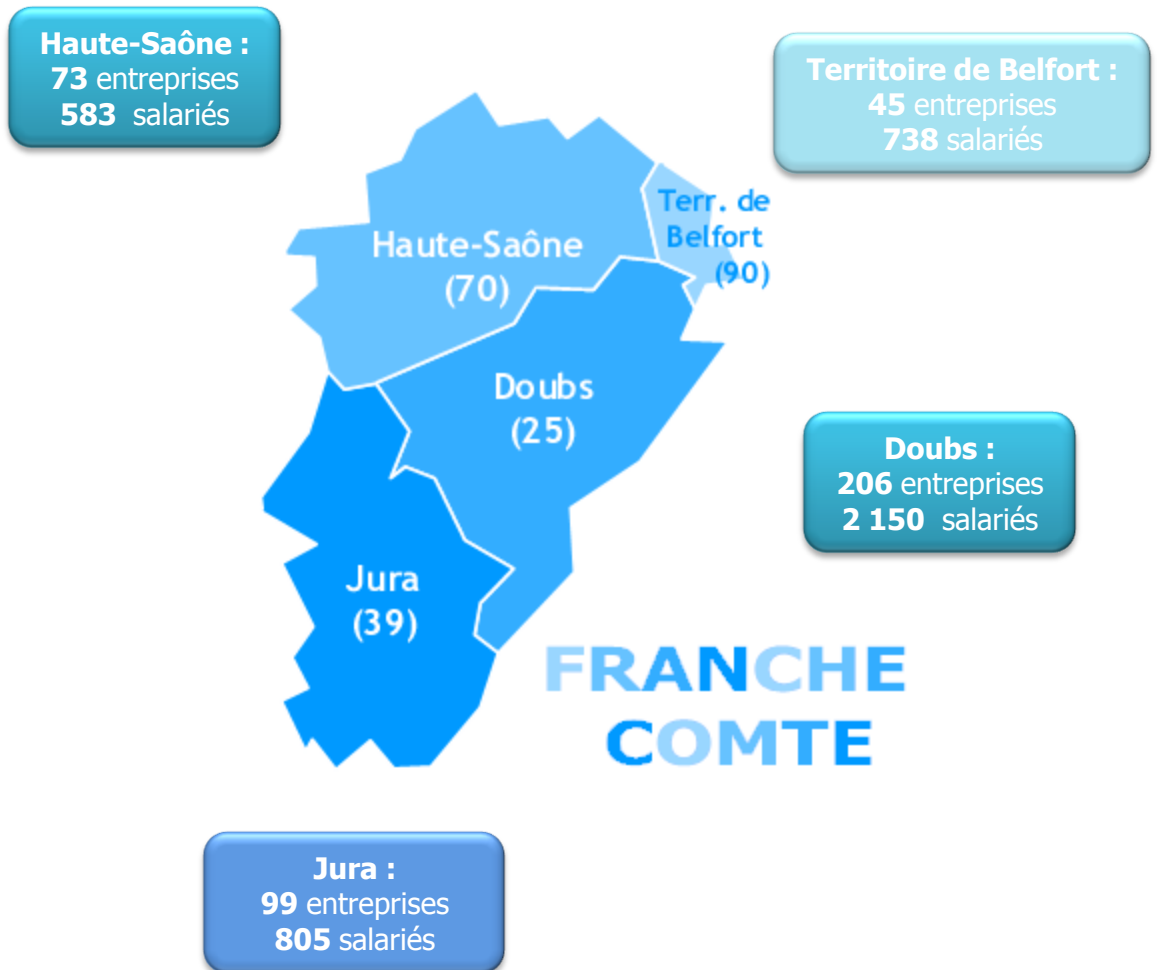 Haute-Saône :
73 entreprises
583 salariés
Territoire de Belfort :
45 entreprises
738 salariés
Terr. de
Belfort
(90)
Haute-Saône
(70)
Doubs
(25)
Doubs :
206 entreprises
2 150 salariés
Jura
(39)
FRANCHE
COMTE
Jura :
99 entreprises
805 salariés